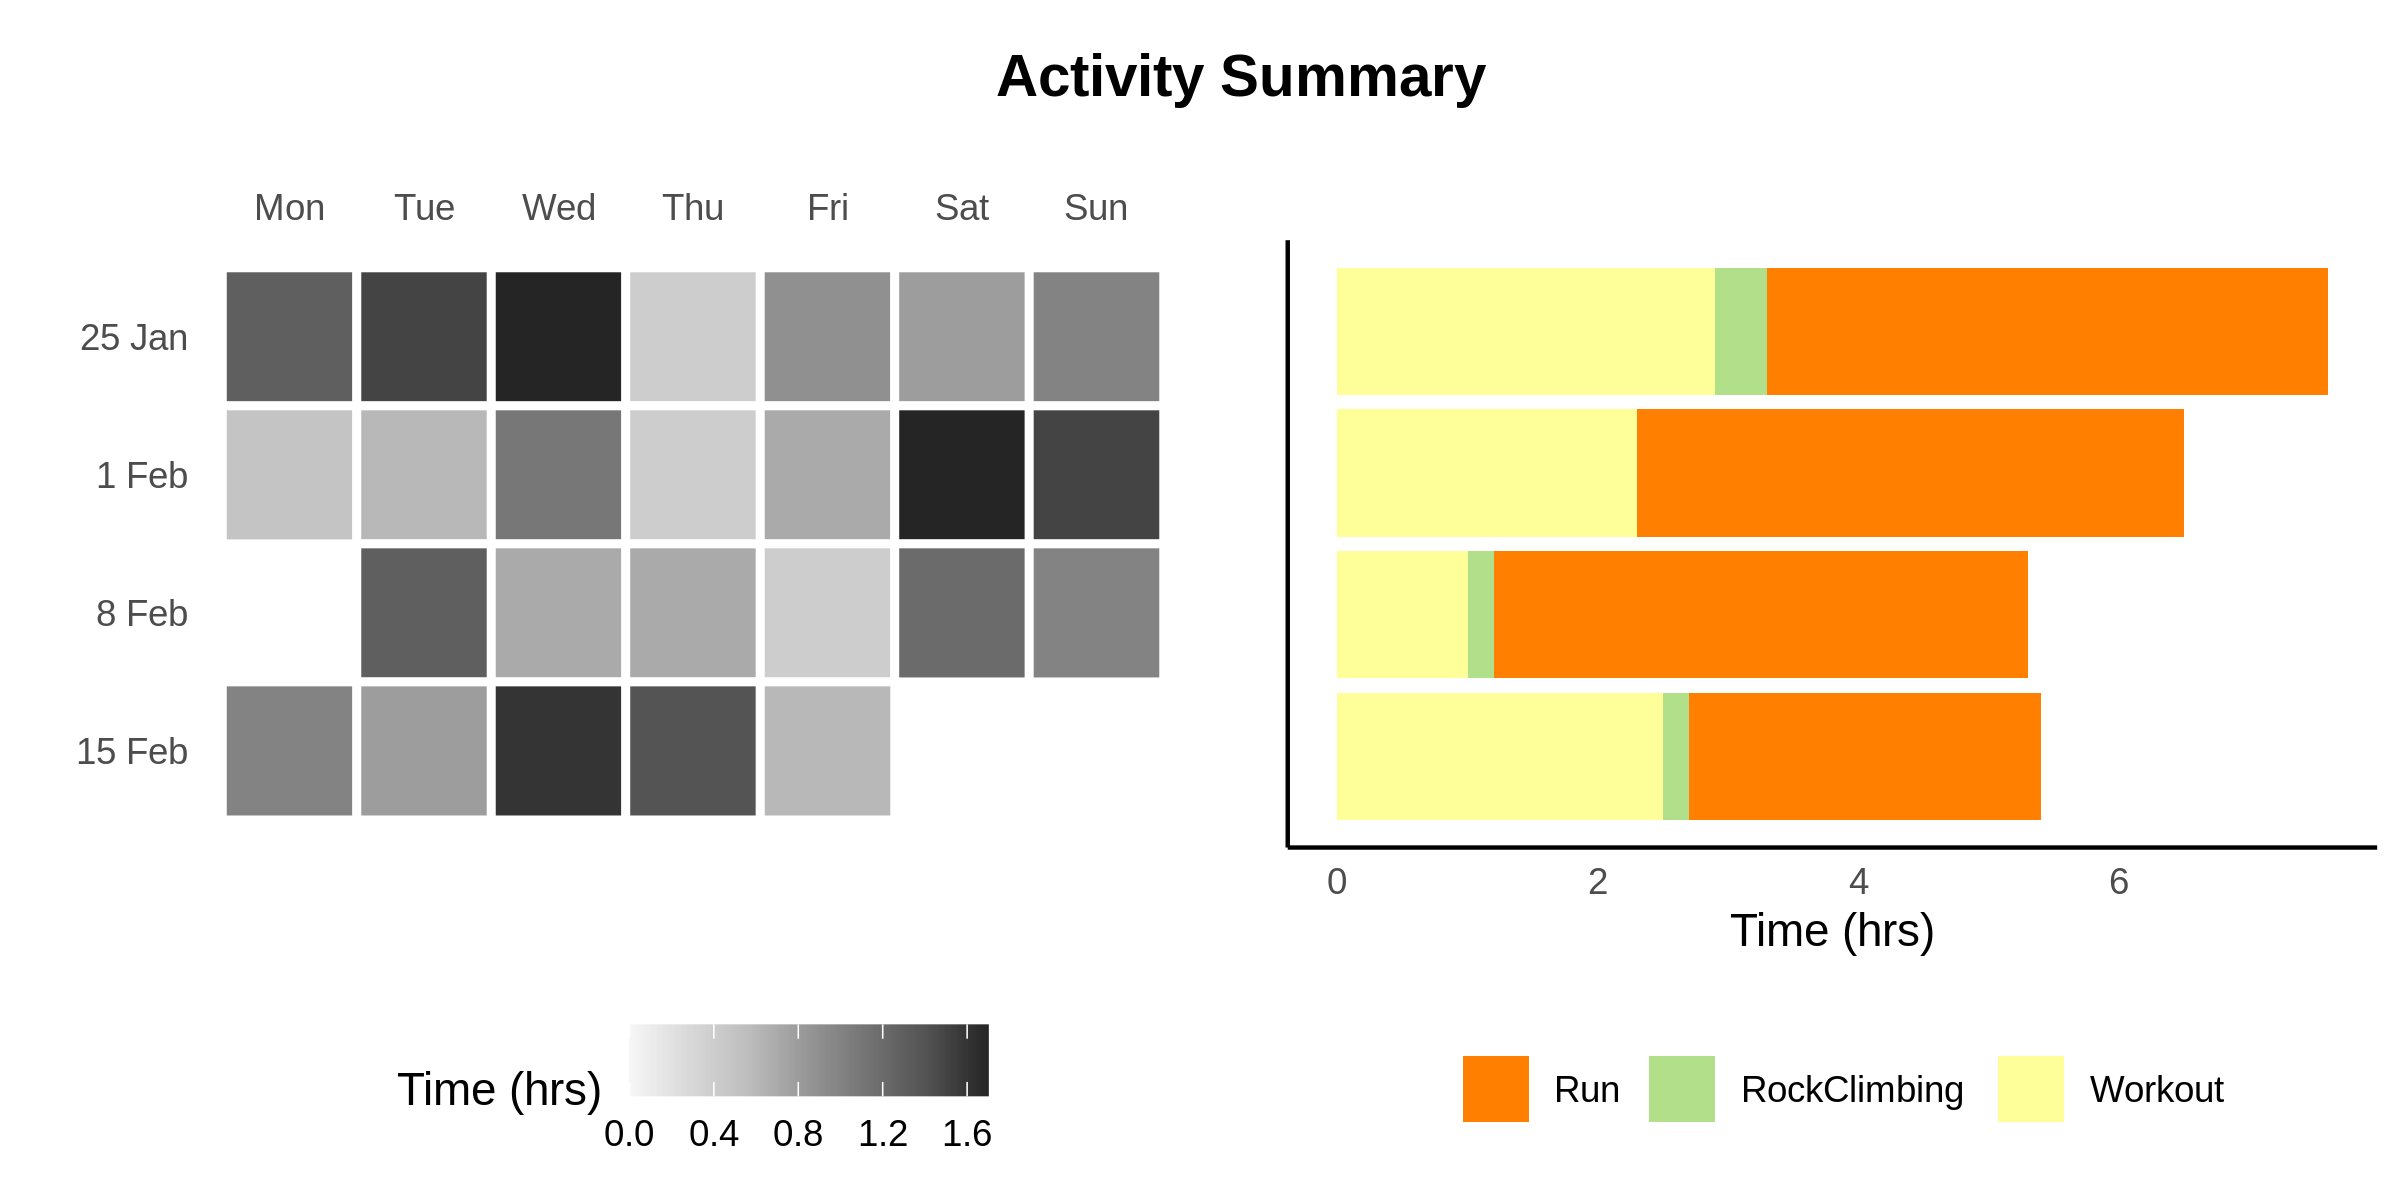 Activity Summary
Mon Tue Wed Thu Fri Sat Sun
25 Jan
1 Feb
8 Feb
15 Feb
0 2 4 6
Time (hrs)
Time (hrs)
0.0 0.4 0.8 1.2 1.6
Run RockClimbing Workout